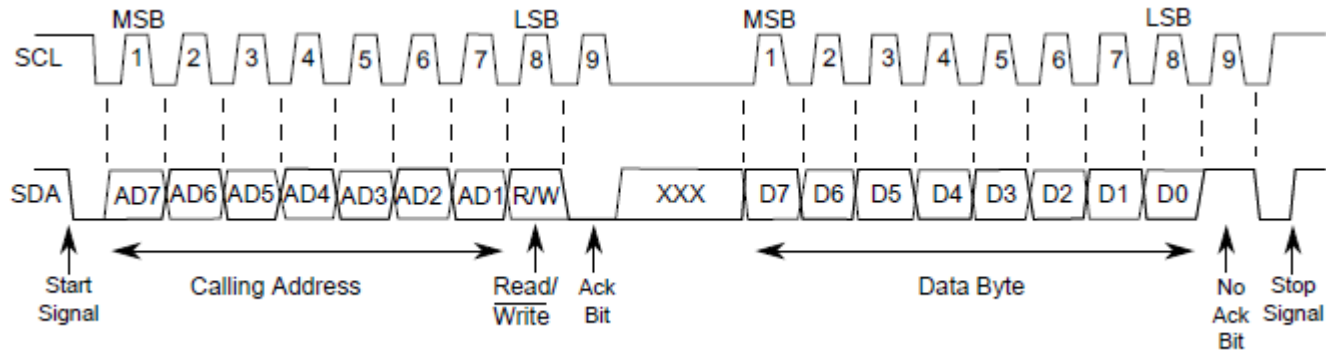 MSB LSB MSB LSB
SCL 1 2 3 4 5 6 7 8 9 1 2 3 4 5 6 7 8 9
SDA AD7 AD6 AD5 AD4 AD3 AD2 AD1 R/W XXX D7 D6 D5 D4 D3 D2 D1 D0
Start
Signal
Calling Address
Read/
Write
Ack
Bit
Data Byte
No
Ack
Bit
Stop
Signal